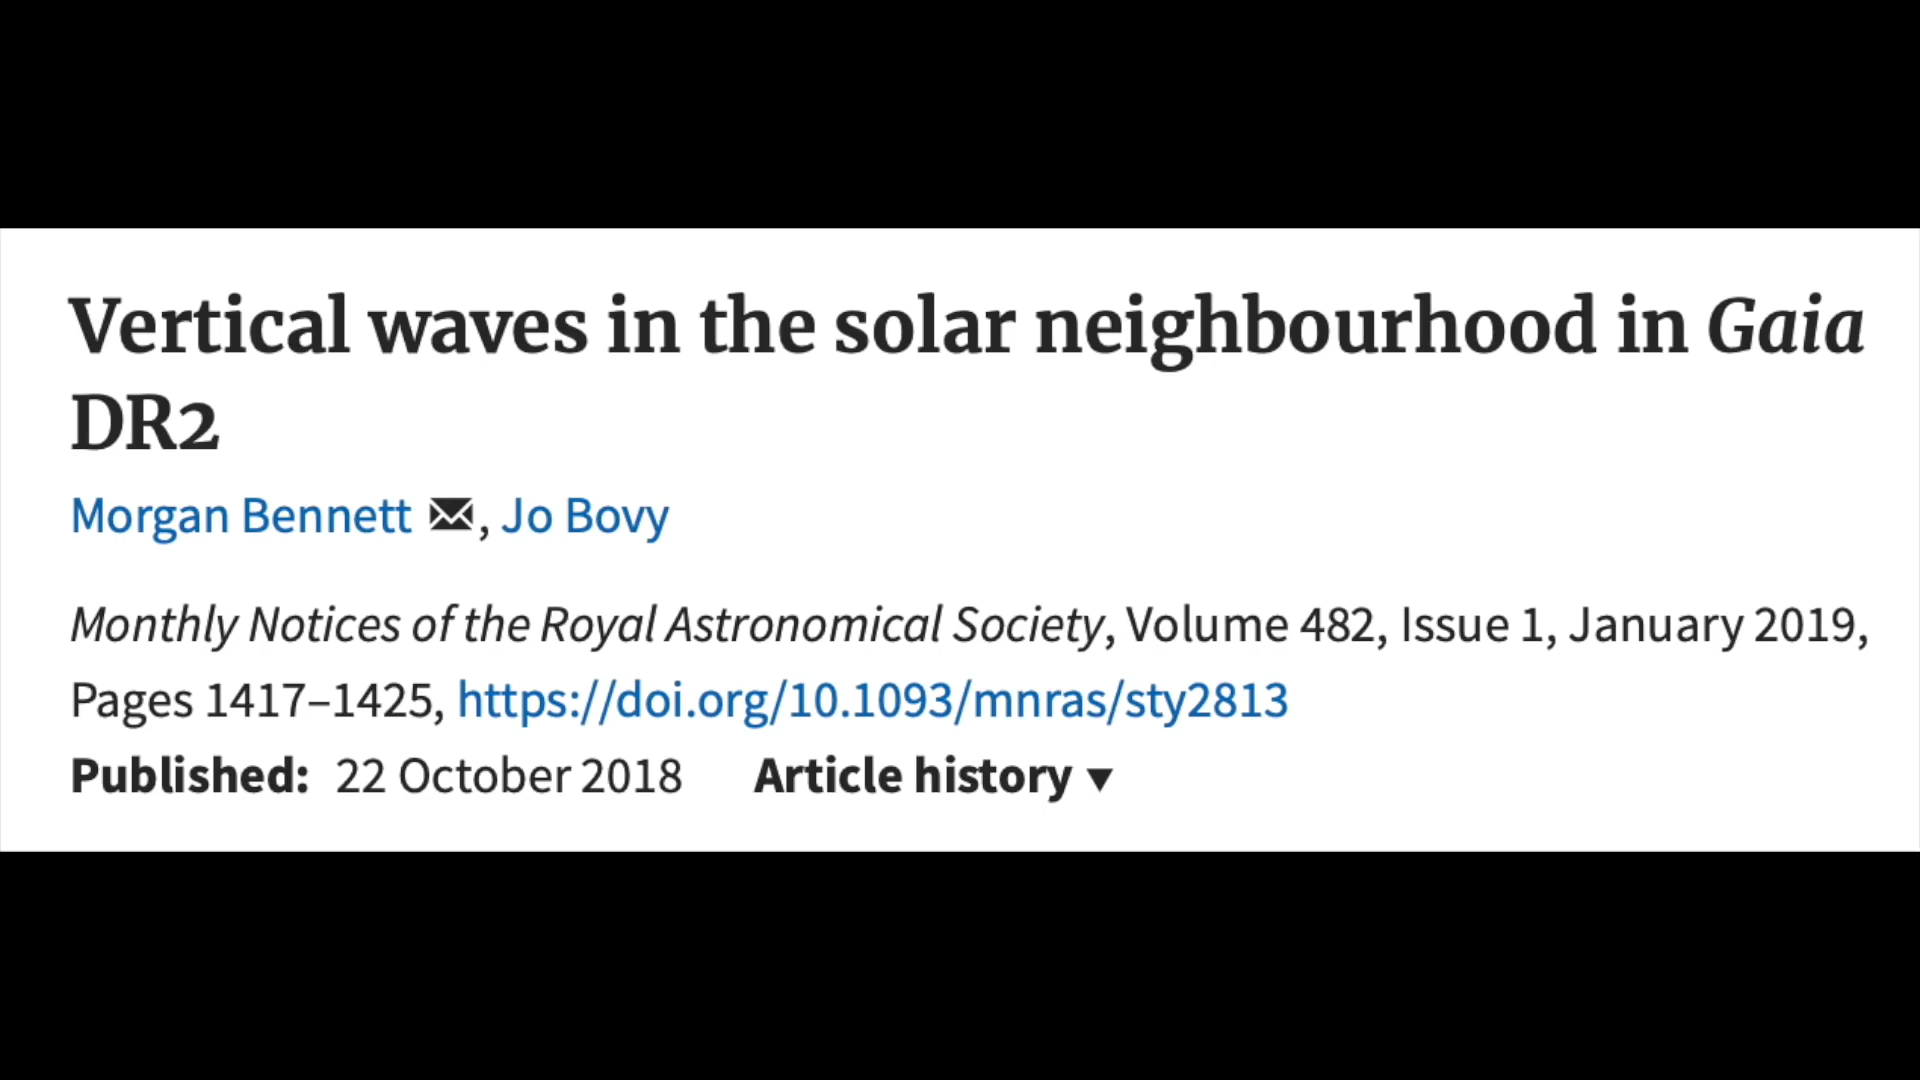 Vertical waves in the solar neighbourhood in Gaia
DR2
Morgan Bennett ✉, Jo Bovy
Monthly Notices of the Royal Astronomical Society, Volume 482, Issue 1, January 2019,
Pages 1417–1425, https://doi.org/10.1093/mnras/sty2813
Published: 22 October 2018 Article history ▼